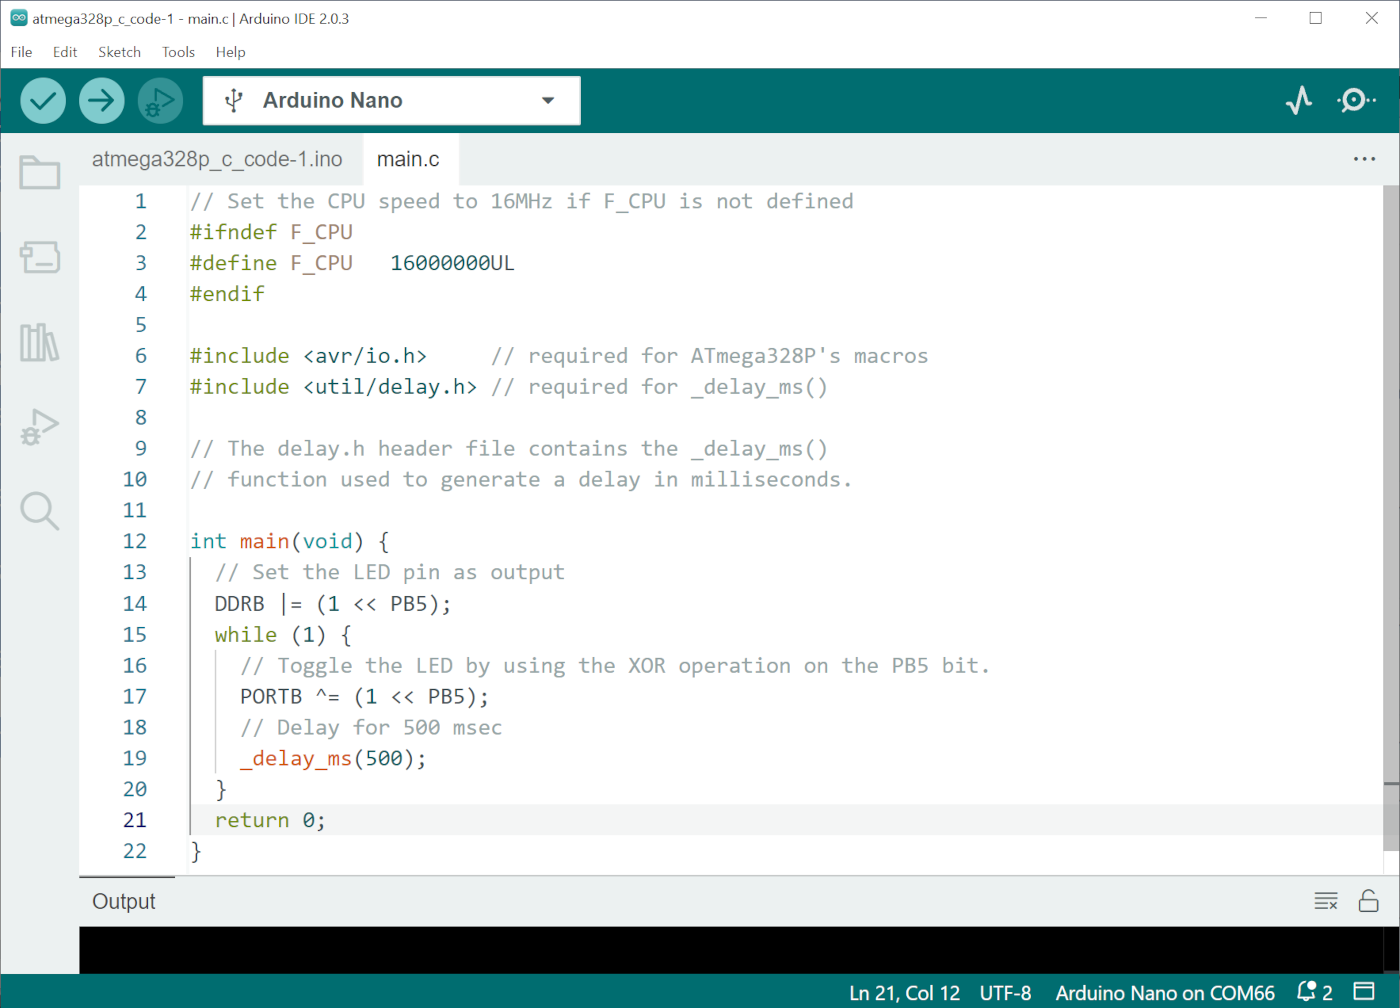 atmega328p_c_code-1 - main.c | Arduino IDE 2.0.3
File Edit Sketch Tools Help
Arduino Nano
atmega328p_c_code-1.ino main.c
1 // Set the CPU speed to 16MHz if F_CPU is not defined
2 #ifndef F_CPU
3 #define F_CPU   16000000UL
4 #endif
5
6 #include <avr/io.h>     // required for ATmega328P's macros
7 #include <util/delay.h> // required for _delay_ms()
8
9 // The delay.h header file contains the _delay_ms()
10 // function used to generate a delay in milliseconds.
11
12 int main(void) {
13   // Set the LED pin as output
14   DDRB |= (1 << PB5);
15   while (1) {
16     // Toggle the LED by using the XOR operation on the PB5 bit.
17     PORTB ^= (1 << PB5);
18     // Delay for 500 msec
19     _delay_ms(500);
20   }
21   return 0;
22 }
Output
Ln 21, Col 12 UTF-8 Arduino Nano on COM66 2